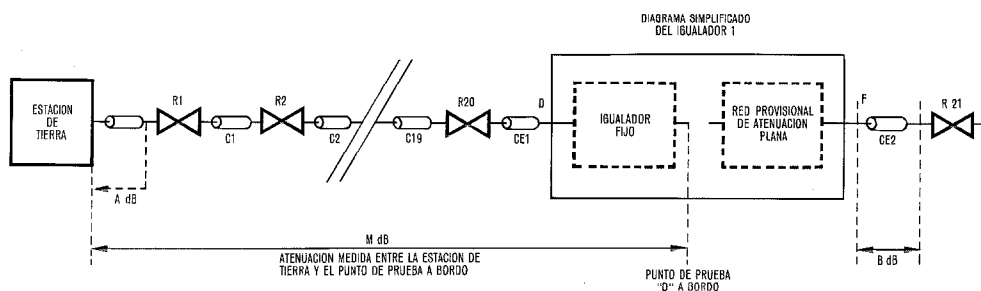 DIAGRAMA SIMPLIFICADO
DEL IGUALADOR 1
ESTACION
DE
TIERRA
R1
C1
R2
C2
C19
R20
CE1
D
IGUALADOR
FIJO
RED PROVISIONAL
DE ATENUACION
PLANA
F
CE2
R 21
A dB
M dB
ATENUACION MEDIDA ENTRE LA ESTACION DE
TIERRA Y EL PUNTO DE PRUEBA A BORDO
PUNTO DE PRUEBA
"D" A BORDO
B dB